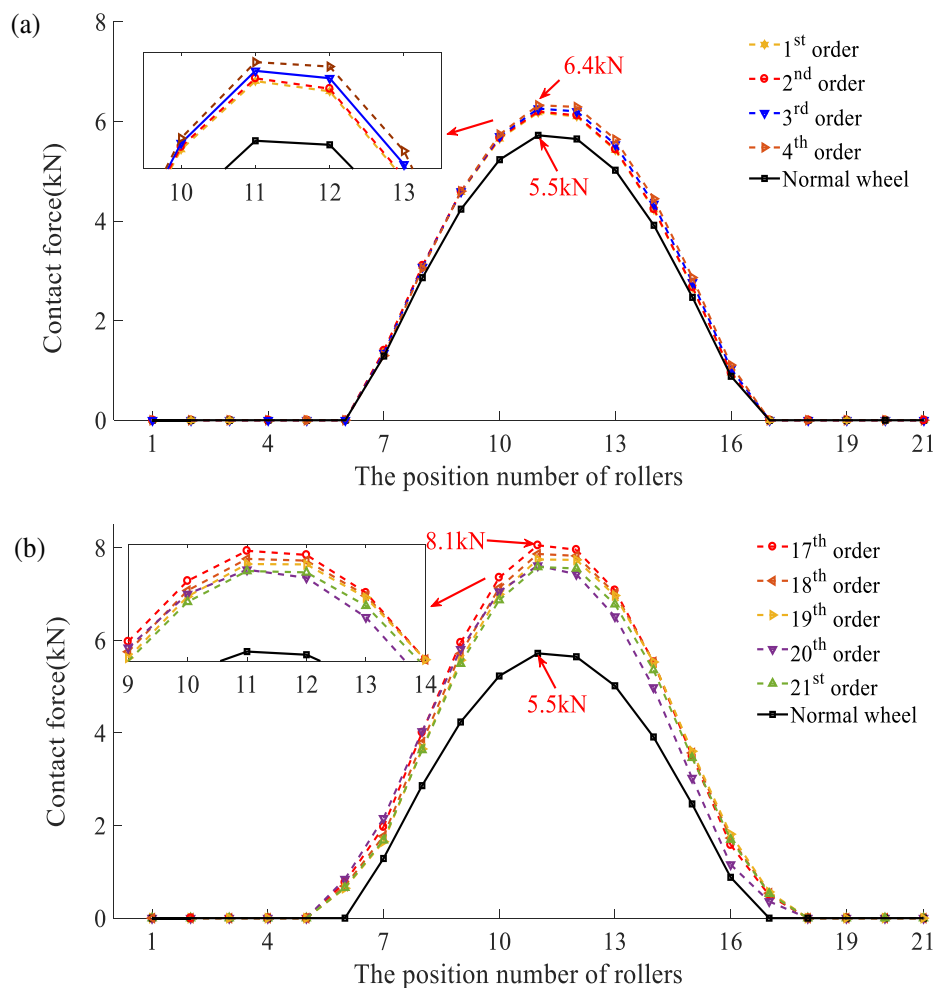 (a)
8
6
4
2
0
Contact force(kN)
1 4 7 10 13 16 19 21
The position number of rollers
10 11 12 13
6.4kN
5.5kN
1st order
2nd order
3rd order
4th order
Normal wheel
(b)
8
6
4
2
0
Contact force(kN)
1 4 7 10 13 16 19 21
The position number of rollers
9 10 11 12 13 14
8.1kN
5.5kN
17th order
18th order
19th order
20th order
21st order
Normal wheel